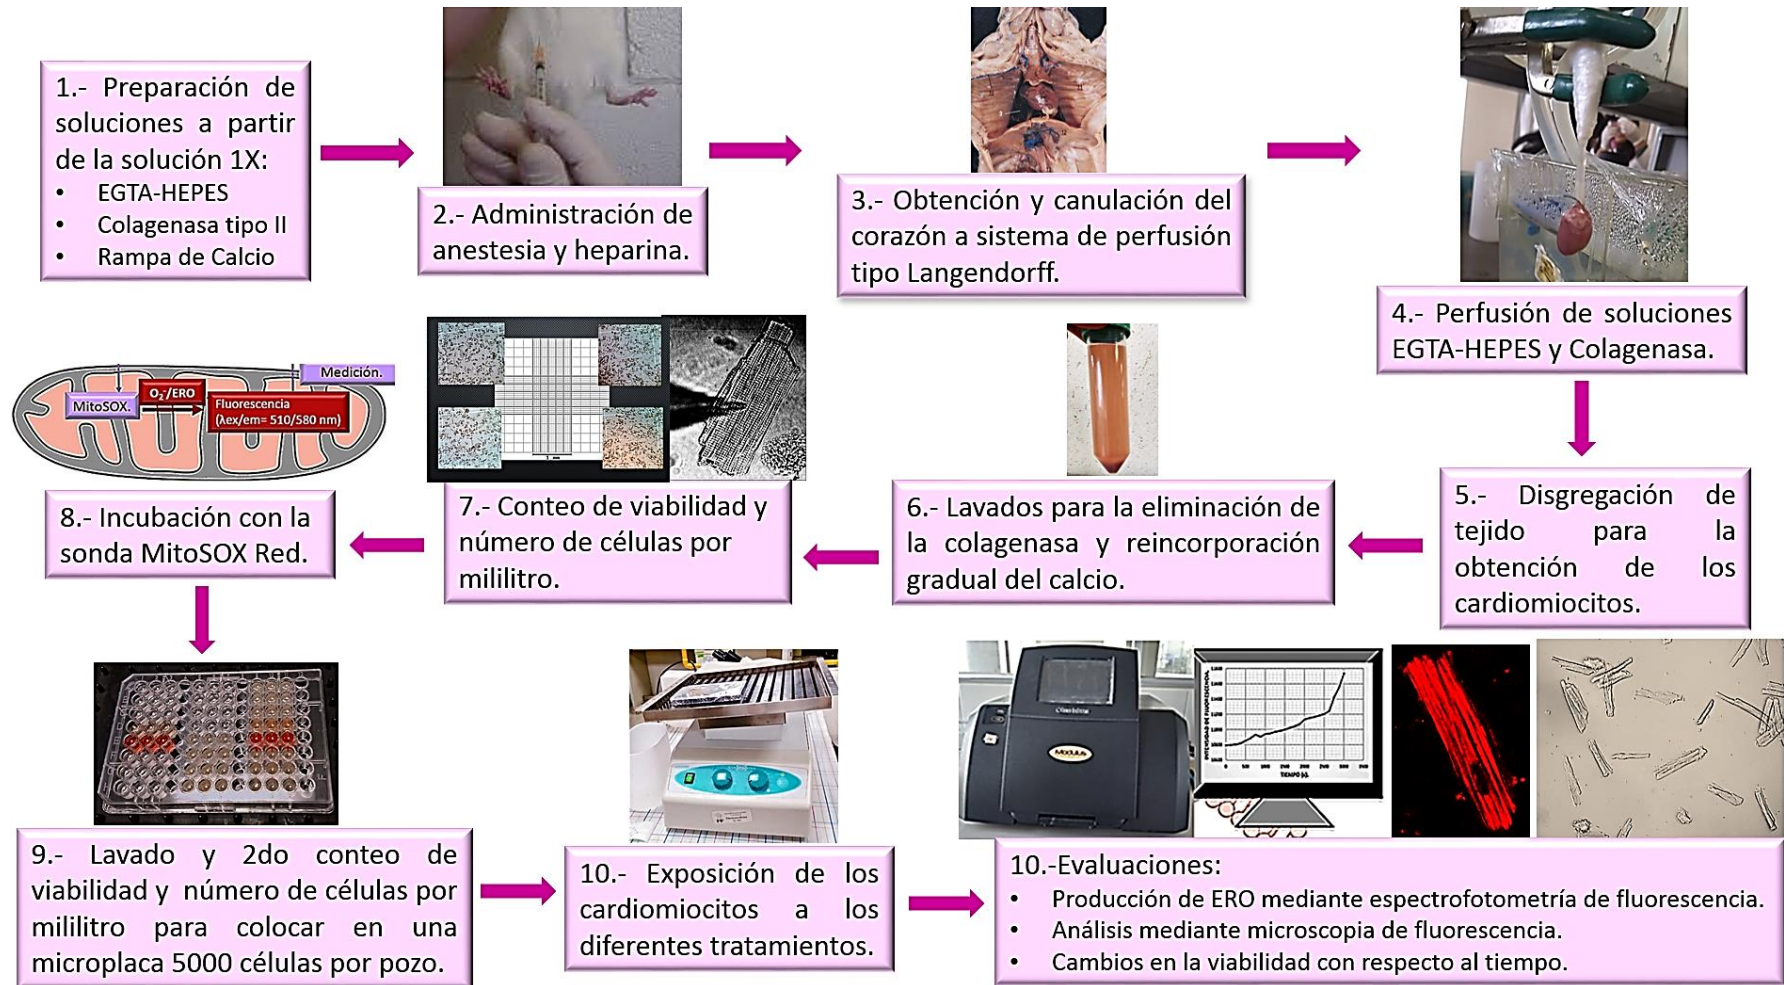 1.- Preparación de
soluciones a partir
de la solución 1X:
• EGTA-HEPES
• Colagenasa tipo II
• Rampa de Calcio
2.- Administración de
anestesia y heparina.
3.- Obtención y canulación del
corazón a sistema de perfusión
tipo Langendorff.
4.- Perfusión de soluciones
EGTA-HEPES y Colagenasa.
5.- Disgregación de
tejido para la
obtención de los
cardiomiocitos.
6.- Lavados para la eliminación de
la colagenasa y reincorporación
gradual del calcio.
7.- Conteo de viabilidad y
número de células por
mililitro.
Medición.
MitoSOX.
O₂⁻/ERO
Fluorescencia
(λex/em= 510/580 nm)
8.- Incubación con la
sonda MitoSOX Red.
9.- Lavado y 2do conteo de
viabilidad y número de células por
mililitro para colocar en una
microplaca 5000 células por pozo.
10.- Exposición de los
cardiomiocitos a los
diferentes tratamientos.
Modulus
INTENSIDAD DE FLUORESCENCIA
TIEMPO (s).
10.-Evaluaciones:
• Producción de ERO mediante espectrofotometría de fluorescencia.
• Análisis mediante microscopia de fluorescencia.
• Cambios en la viabilidad con respecto al tiempo.